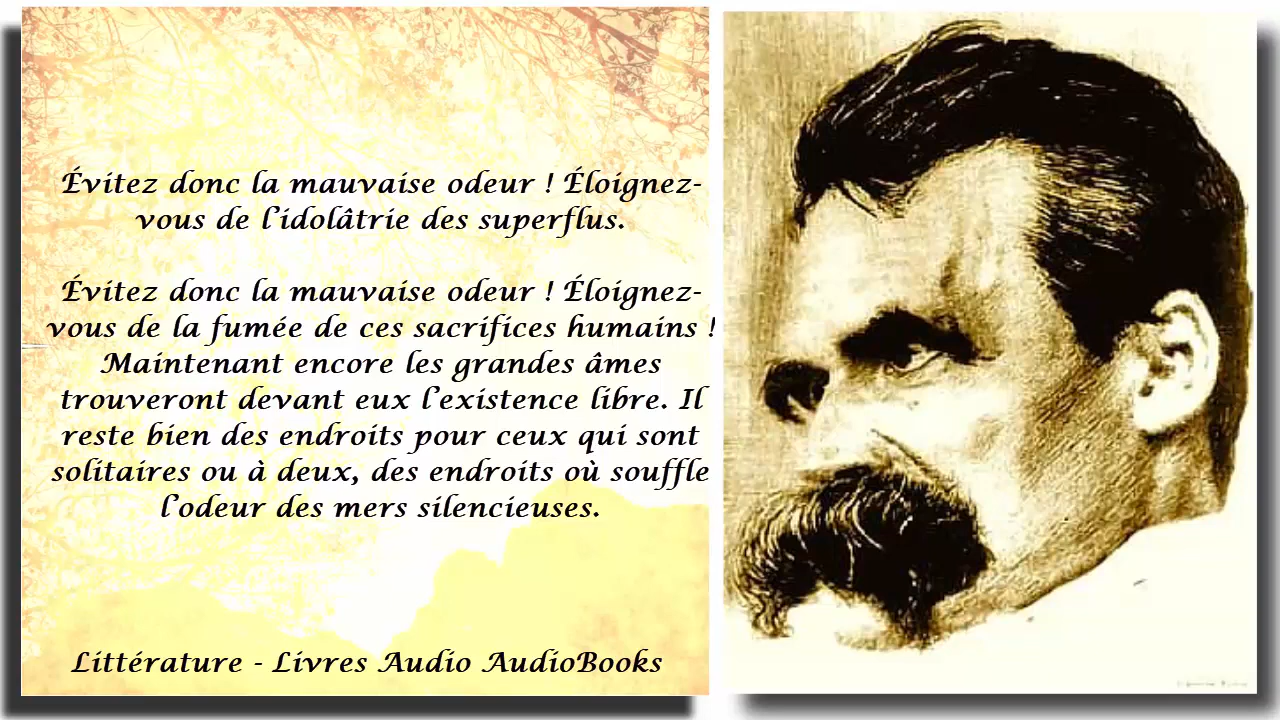 Évitez donc la mauvaise odeur ! Éloignez-
vous de l'idolâtrie des superflus.
Évitez donc la mauvaise odeur ! Éloignez-
vous de la fumée de ces sacrifices humains !
Maintenant encore les grandes âmes
trouveront devant eux l'existence libre. Il
reste bien des endroits pour ceux qui sont
solitaires ou à deux, des endroits où souffle
l'odeur des mers silencieuses.
Littérature - Livres Audio AudioBooks